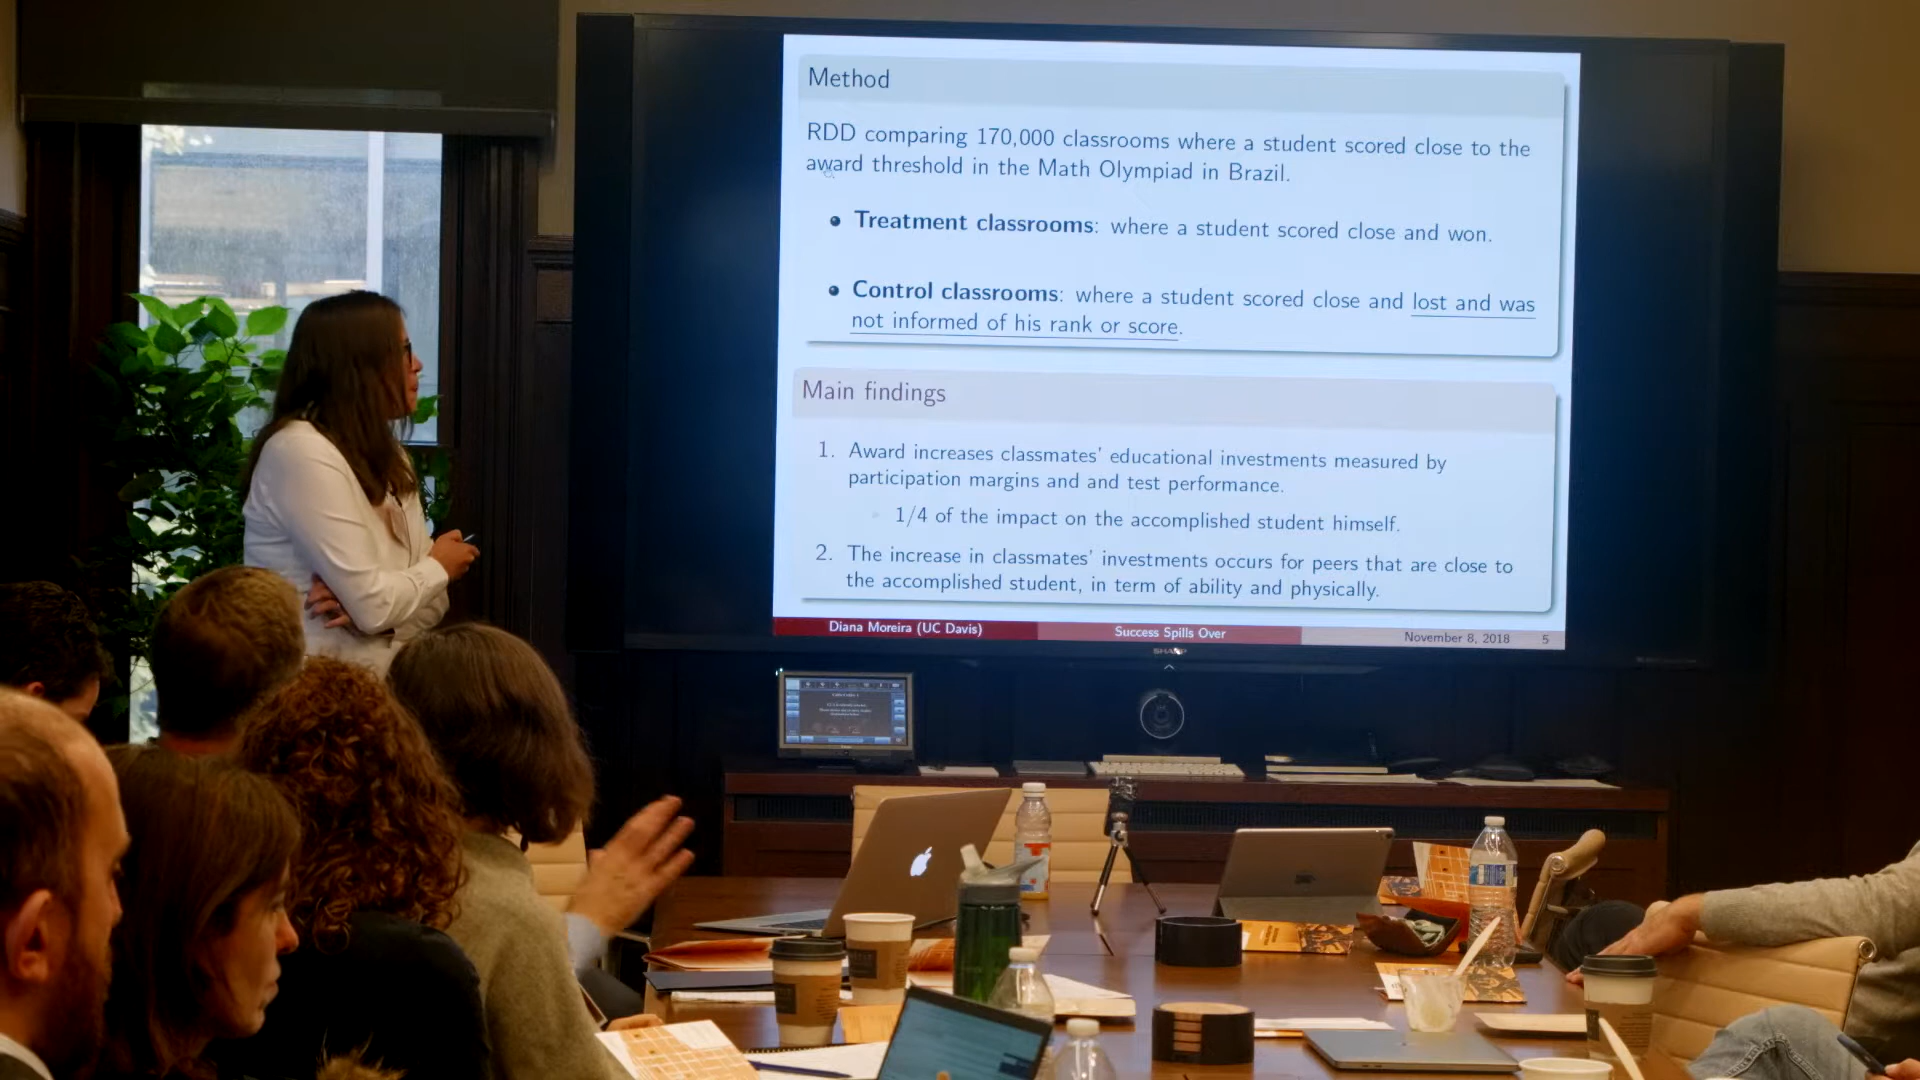 Method
RDD comparing 170,000 classrooms where a student scored close to the
award threshold in the Math Olympiad in Brazil.
Treatment classrooms: where a student scored close and won.
Control classrooms: where a student scored close and lost and was
not informed of his rank or score.
Main findings
1. Award increases classmates' educational investments measured by
participation margins and and test performance.
1/4 of the impact on the accomplished student himself.
2. The increase in classmates' investments occurs for peers that are close to
the accomplished student, in term of ability and physically.
Diana Moreira (UC Davis) Success Spills Over November 8, 2018 5
SHARP